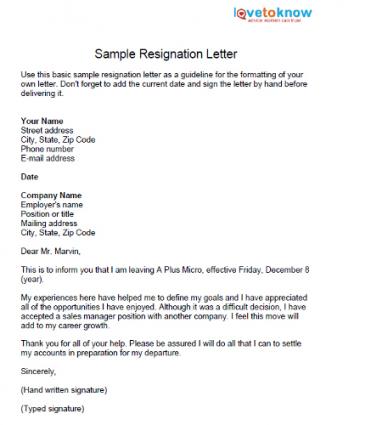 lovetoknow
advice women can trust
Sample Resignation Letter
Use this basic sample resignation letter as a guideline for the formatting of your
own letter. Don't forget to add the current date and sign the letter by hand before
delivering it.
Your Name
Street address
City, State, Zip Code
Phone number
E-mail address
Date
Company Name
Employer's name
Position or title
Mailing address
City, State, Zip Code
Dear Mr. Marvin,
This is to inform you that I am leaving A Plus Micro, effective Friday, December 8
(year).
My experiences here have helped me to define my goals and I have appreciated
all of the opportunities I have enjoyed. Although it was a difficult decision, I have
accepted a sales manager position with another company. I feel this move will
add to my career growth.
Thank you for all of your help. Please be assured I will do all that I can to settle
my accounts in preparation for my departure.
Sincerely,
(Hand written signature)
(Typed signature)